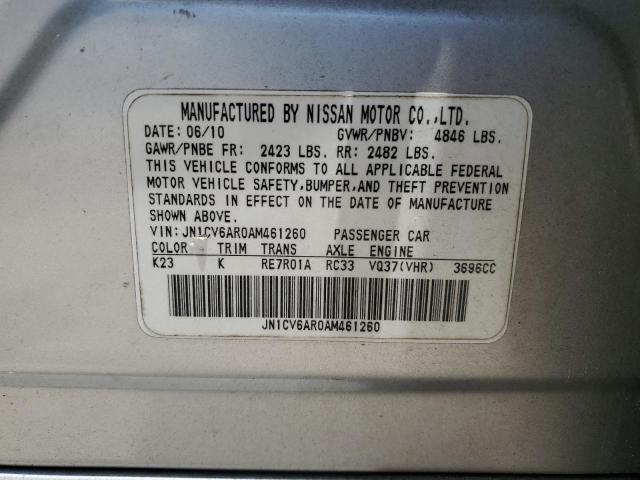 MANUFACTURED BY NISSAN MOTOR CO.,LTD.
DATE: 06/10 GVWR/PNBV: 4846 LBS.
GAWR/PNBE FR: 2423 LBS. RR: 2482 LBS.
THIS VEHICLE CONFORMS TO ALL APPLICABLE FEDERAL
MOTOR VEHICLE SAFETY,BUMPER,AND THEFT PREVENTION
STANDARDS IN EFFECT ON THE DATE OF MANUFACTURE
SHOWN ABOVE.
VIN: JN1CV6AR0AM461260 PASSENGER CAR
COLOR TRIM TRANS AXLE ENGINE
K23 K RE7R01A RC33 VQ37(VHR) 3696CC
JN1CV6AR0AM461260